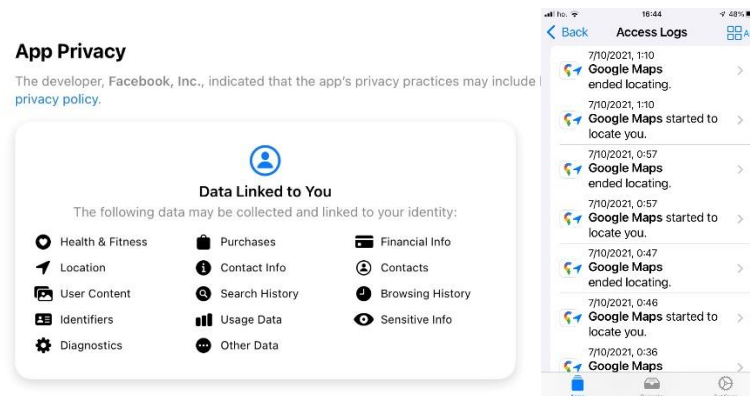 App Privacy
The developer, Facebook, Inc., indicated that the app's privacy practices may include
privacy policy.
Data Linked to You
The following data may be collected and linked to your identity:
Health & Fitness
Purchases
Financial Info
Location
Contact Info
Contacts
User Content
Search History
Browsing History
Identifiers
Usage Data
Sensitive Info
Diagnostics
Other Data
ho.
16:44
48%
Back
Access Logs
A
7/10/2021, 1:10
Google Maps
ended locating.
7/10/2021, 1:10
Google Maps started to
locate you.
7/10/2021, 0:57
Google Maps
ended locating.
7/10/2021, 0:57
Google Maps started to
locate you.
7/10/2021, 0:47
Google Maps
ended locating.
7/10/2021, 0:46
Google Maps started to
locate you.
7/10/2021, 0:36
Google Maps